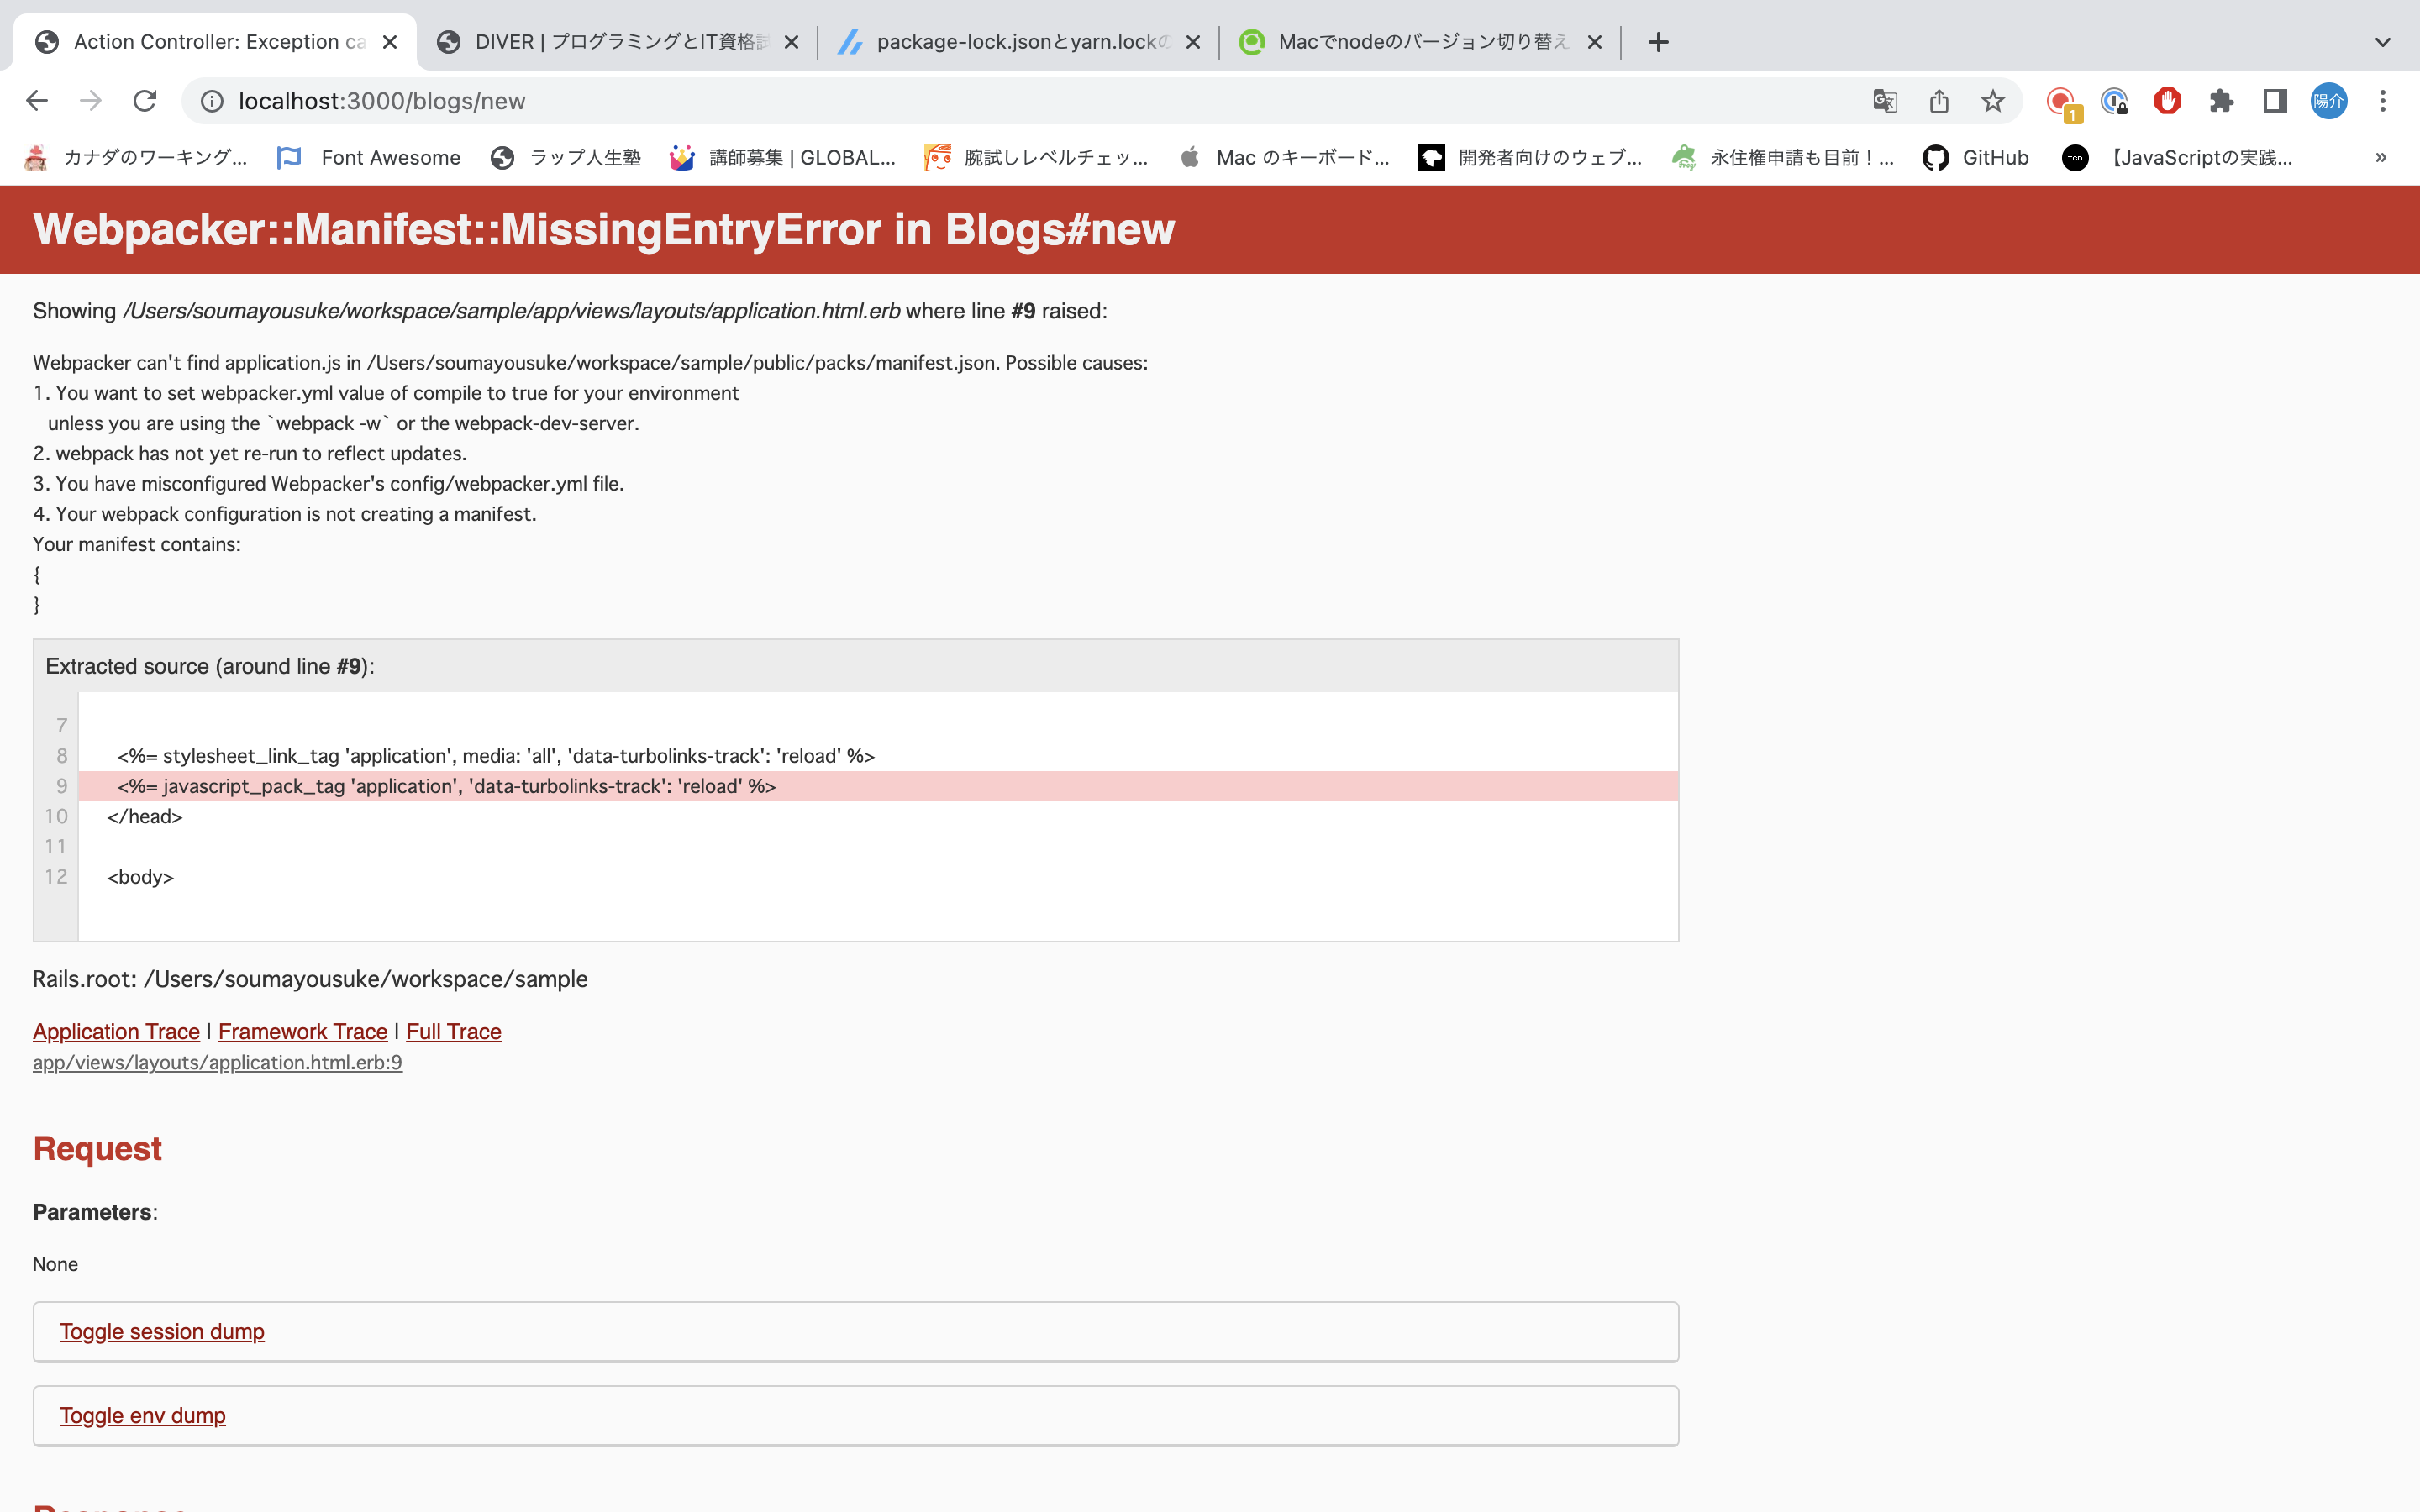 Action Controller: Exception ca
DIVER | プログラミングとIT資格試
package-lock.jsonとyarn.lockの
Macでnodeのバージョン切り替え
localhost:3000/blogs/new
1
陽介
カナダのワーキング...
Font Awesome
ラップ人生塾
講師募集 | GLOBAL...
腕試しレベルチェッ...
Mac のキーボード...
開発者向けのウェブ...
永住権申請も目前！...
GitHub
TCD
【JavaScriptの実践...
»
Webpacker::Manifest::MissingEntryError in Blogs#new
Showing /Users/soumayousuke/workspace/sample/app/views/layouts/application.html.erb where line #9 raised:
Webpacker can't find application.js in /Users/soumayousuke/workspace/sample/public/packs/manifest.json. Possible causes:
1. You want to set webpacker.yml value of compile to true for your environment
unless you are using the `webpack -w` or the webpack-dev-server.
2. webpack has not yet re-run to reflect updates.
3. You have misconfigured Webpacker's config/webpacker.yml file.
4. Your webpack configuration is not creating a manifest.
Your manifest contains:
{
}
Extracted source (around line #9):
7
8 <%= stylesheet_link_tag 'application', media: 'all', 'data-turbolinks-track': 'reload' %>
9 <%= javascript_pack_tag 'application', 'data-turbolinks-track': 'reload' %>
10 </head>
11
12 <body>
Rails.root: /Users/soumayousuke/workspace/sample
Application Trace | Framework Trace | Full Trace
app/views/layouts/application.html.erb:9
Request
Parameters:
None
Toggle session dump
Toggle env dump